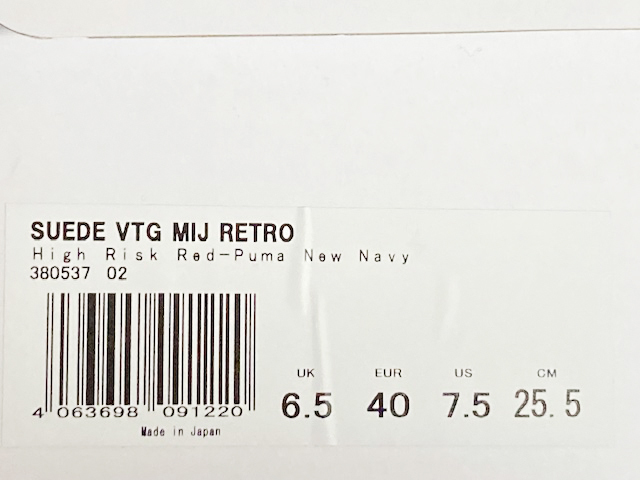 SUEDE VTG MIJ RETRO
High Risk Red-Puma New Navy
380537 02
4 063698 091220
Made in Japan
UK EUR US CM
6.5 40 7.5 25.5